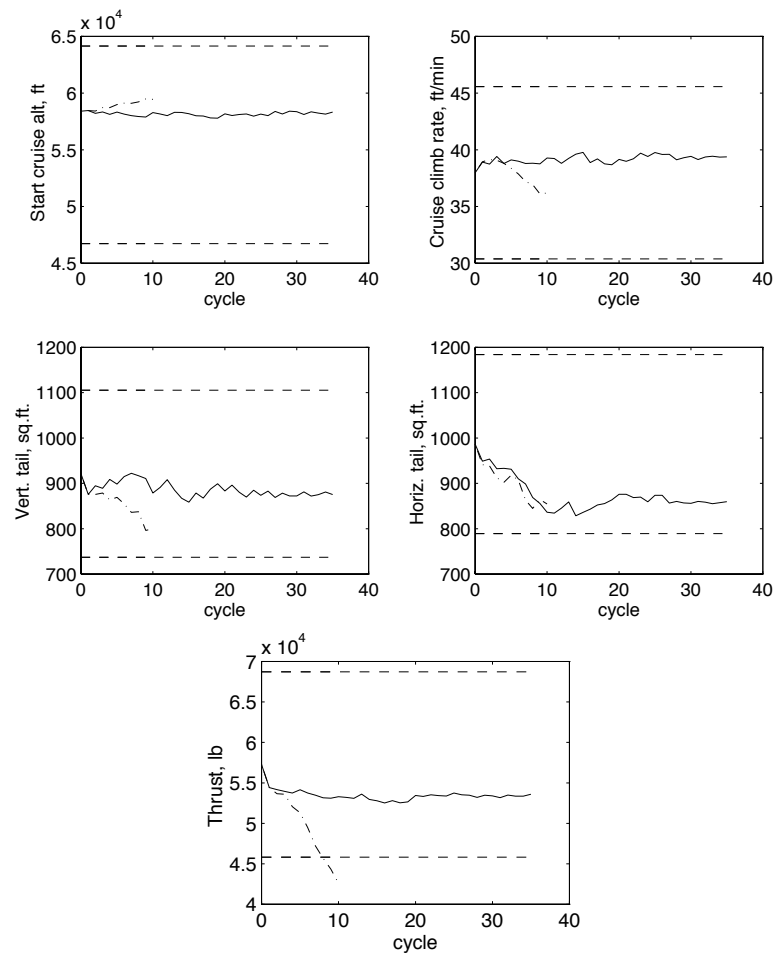 x 10⁴
6.5
6
5.5
5
4.5
0 10 20 30 40
cycle
Start cruise alt, ft
50
45
40
35
30
0 10 20 30 40
cycle
Cruise climb rate, ft/min
1200
1100
1000
900
800
700
0 10 20 30 40
cycle
Vert. tail, sq.ft.
1200
1100
1000
900
800
700
0 10 20 30 40
cycle
Horiz. tail, sq.ft.
x 10⁴
7
6.5
6
5.5
5
4.5
4
0 10 20 30 40
cycle
Thrust, lb